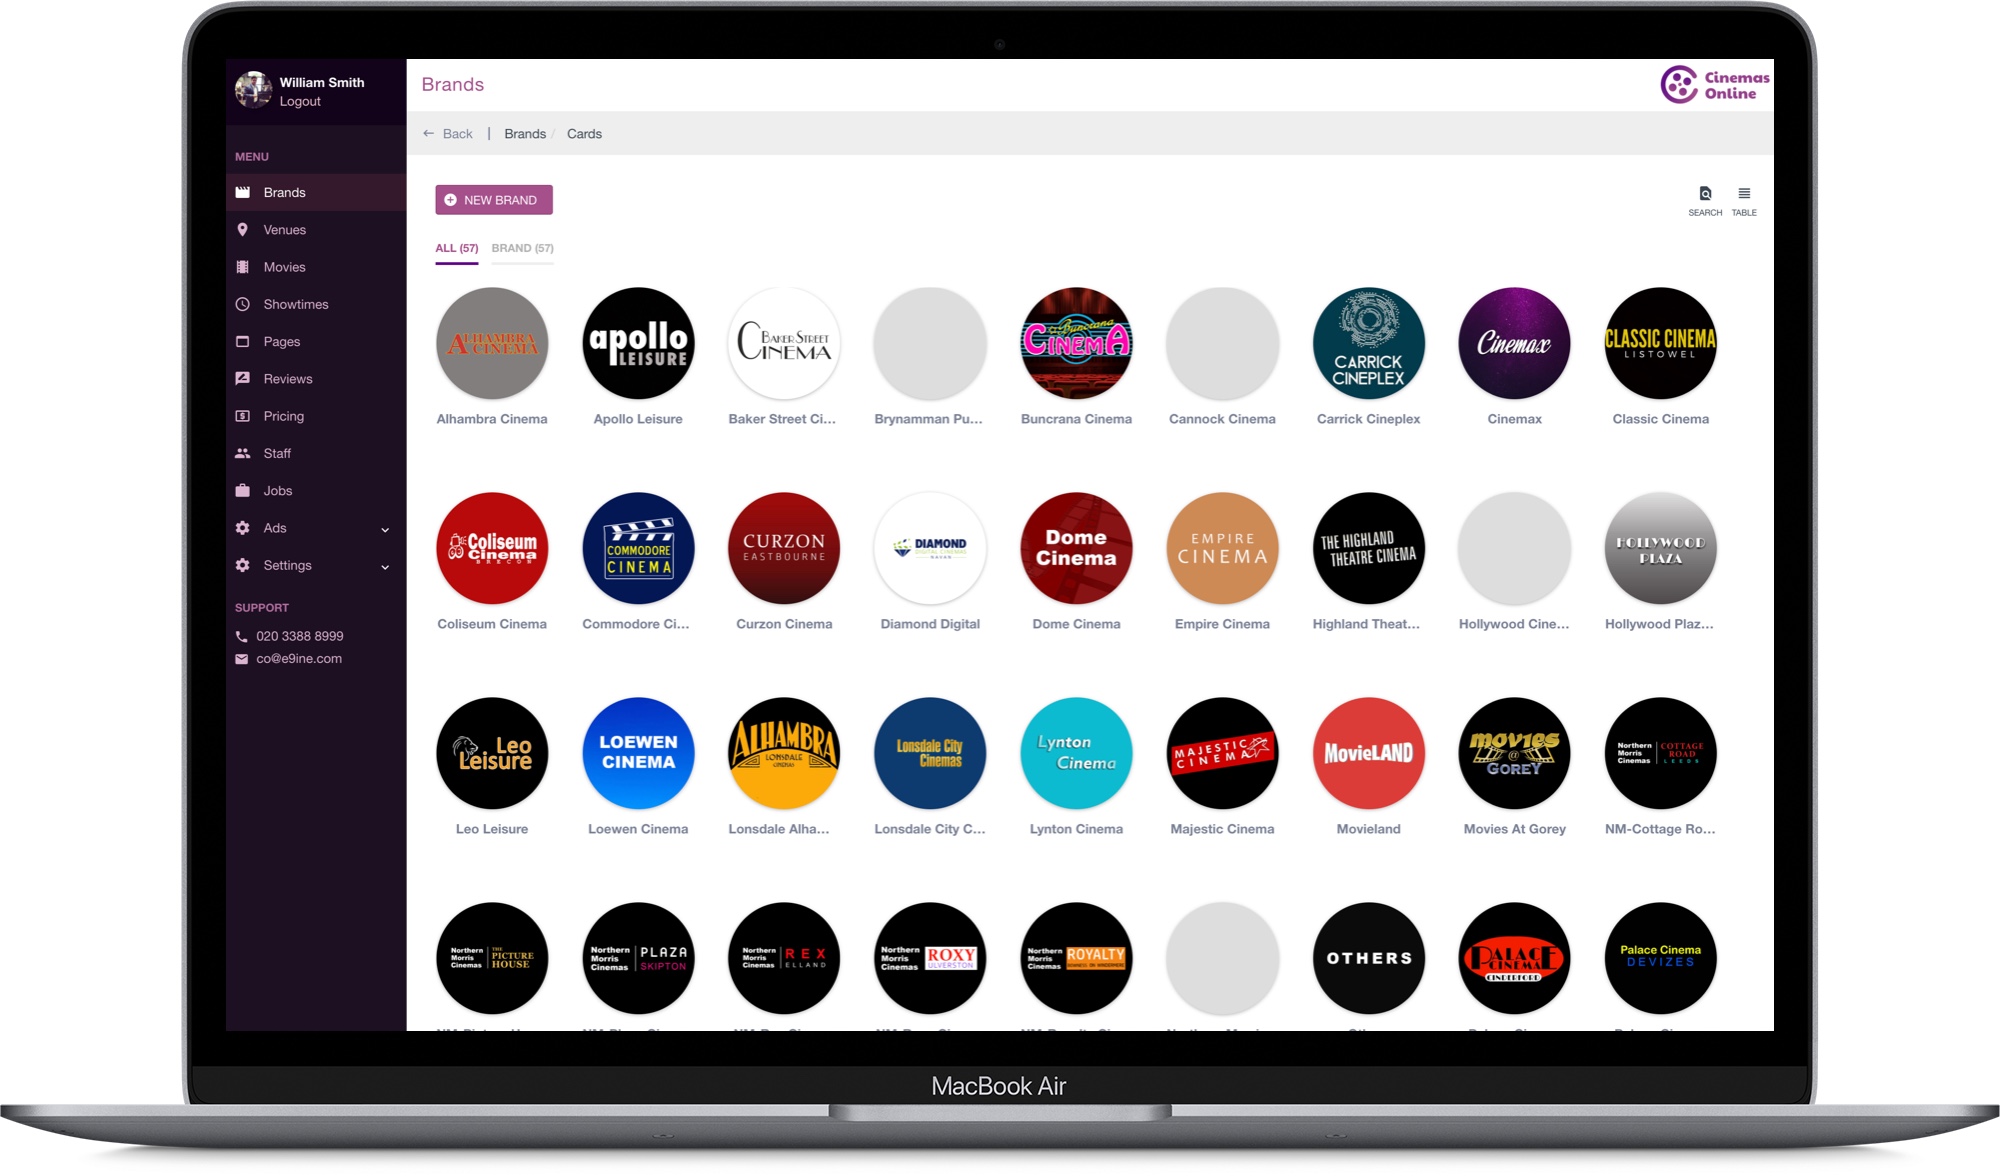 William Smith
Logout
Brands
Cinemas
Online
Back | Brands / Cards
MENU
Brands
Venues
Movies
Showtimes
Pages
Reviews
Pricing
Staff
Jobs
Ads
Settings
SUPPORT
020 3388 8999
co@e9ine.com
NEW BRAND
SEARCH TABLE
ALL (57) BRAND (57)
ALHAMBRA
CINEMA
apollo
LEISURE
BAKER STREET
CINEMA
Buncrana
CINEMA
CARRICK
CINEPLEX
Cinemax
CLASSIC CINEMA
LISTOWEL
Alhambra Cinema
Apollo Leisure
Baker Street Ci...
Brynamman Pu...
Buncrana Cinema
Cannock Cinema
Carrick Cineplex
Cinemax
Classic Cinema
Coliseum
Cinema
BRECON
COMMODORE
CINEMA
CURZON
EASTBOURNE
DIAMOND
DIGITAL CINEMAS
NAVAN
Dome
Cinema
EMPIRE
CINEMA
THE HIGHLAND
THEATRE CINEMA
HOLLYWOOD
PLAZA
Coliseum Cinema
Commodore Ci...
Curzon Cinema
Diamond Digital
Dome Cinema
Empire Cinema
Highland Theat...
Hollywood Cine...
Hollywood Plaz...
Leo
Leisure
LOEWEN
CINEMA
ALHAMBRA
LONSDALE
CINEMAS
Lonsdale City
Cinemas
Lynton
Cinema
MAJESTIC
CINEMA
MovieLAND
MOVIES
@
GOREY
Northern
Morris
Cinemas
COTTAGE
ROAD
LEEDS
Leo Leisure
Loewen Cinema
Lonsdale Alha...
Lonsdale City C...
Lynton Cinema
Majestic Cinema
Movieland
Movies At Gorey
NM-Cottage Ro...
Northern
Morris
Cinemas
THE
PICTURE
HOUSE
Northern
Morris
Cinemas
PLAZA
SKIPTON
Northern
Morris
Cinemas
REX
ELLAND
Northern
Morris
Cinemas
ROXY
ULVERSTON
Northern
Morris
Cinemas
ROYALTY
BOWNESS ON WINDERMERE
OTHERS
PALACE
CINEMA
CINDERFORD
Palace Cinema
DEVIZES
MacBook Air